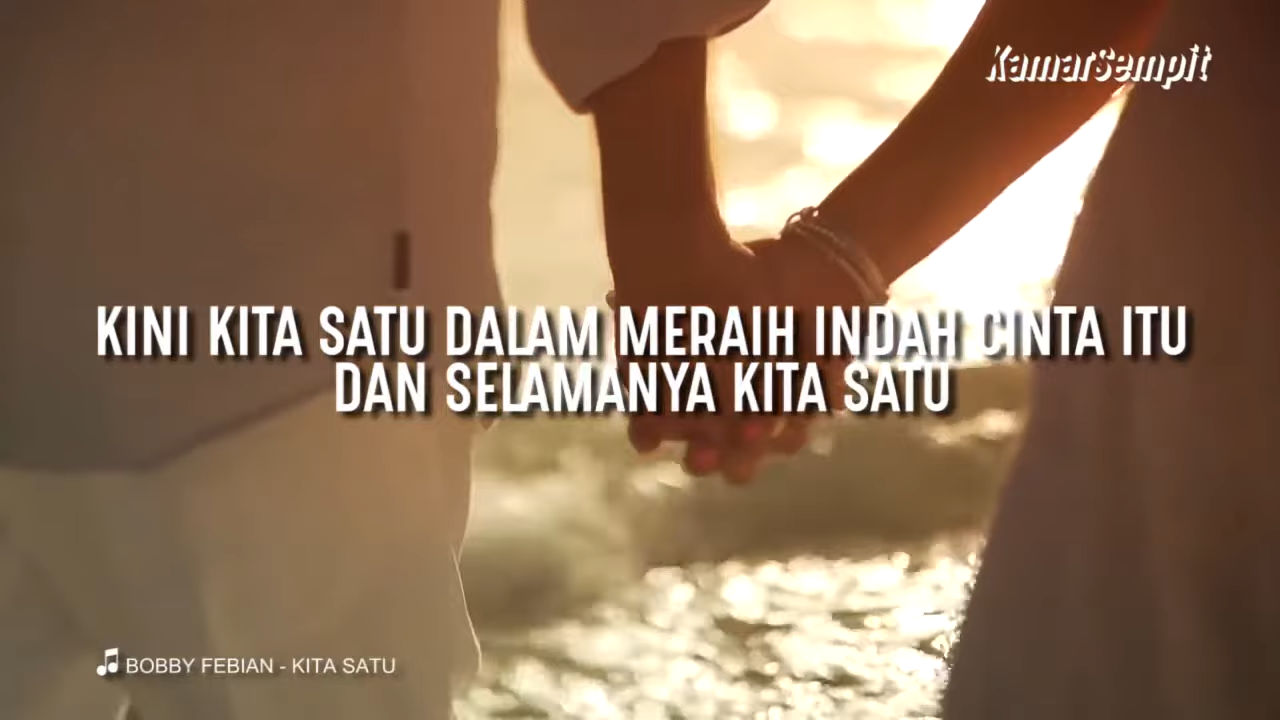 KamarSempit
KINI KITA SATU DALAM MERAIH INDAH CINTA ITU
DAN SELAMANYA KITA SATU
BOBBY FEBIAN - KITA SATU